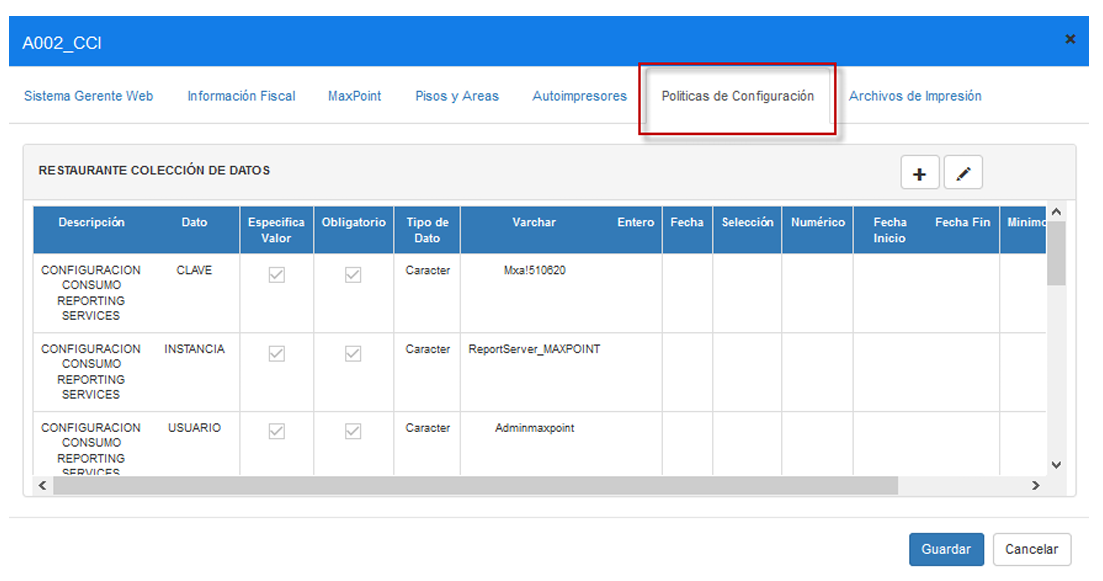 A002_CCI
×
Sistema Gerente Web Información Fiscal MaxPoint Pisos y Areas Autoimpresores Politicas de Configuración Archivos de Impresión
RESTAURANTE COLECCIÓN DE DATOS
Descripción Dato Especifica Valor Obligatorio Tipo de Dato Varchar Entero Fecha Selección Numérico Fecha Inicio Fecha Fin Minimo
CONFIGURACION CLAVE Caracter Mxa!510620
CONSUMO
REPORTING
SERVICES
CONFIGURACION INSTANCIA Caracter ReportServer_MAXPOINT
CONSUMO
REPORTING
SERVICES
CONFIGURACION USUARIO Caracter Adminmaxpoint
CONSUMO
REPORTING
SERVICES
Guardar Cancelar